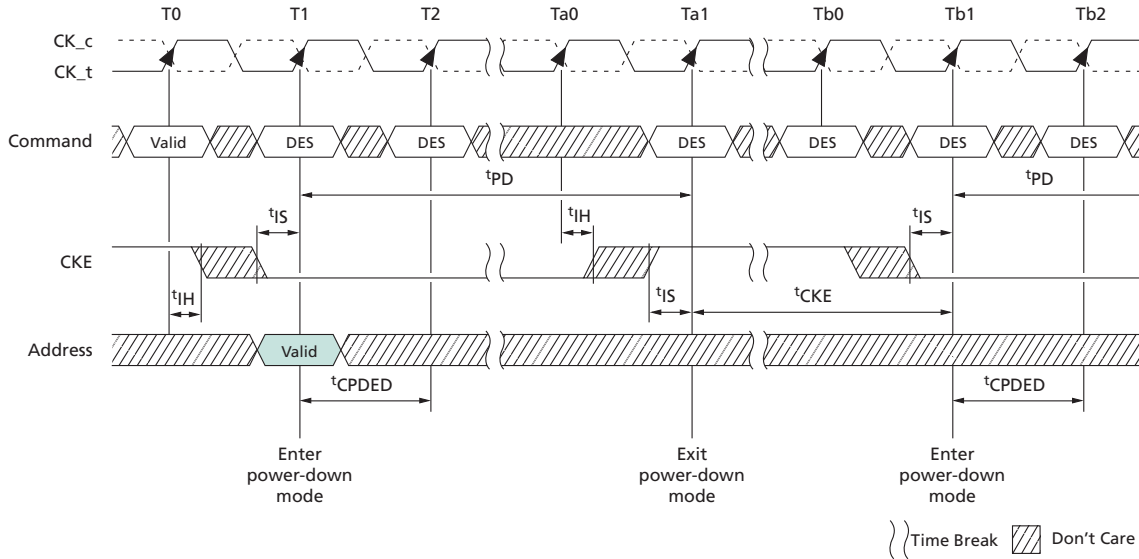 T0 T1 T2 Ta0 Ta1 Tb0 Tb1 Tb2
CK_c
CK_t
Command Valid DES DES DES DES DES DES
tPD tPD
tIS tIH tIS
CKE
tIH tIS tCKE
Address Valid
tCPDED tCPDED
Enter
power-down
mode
Exit
power-down
mode
Enter
power-down
mode
Time Break Don't Care